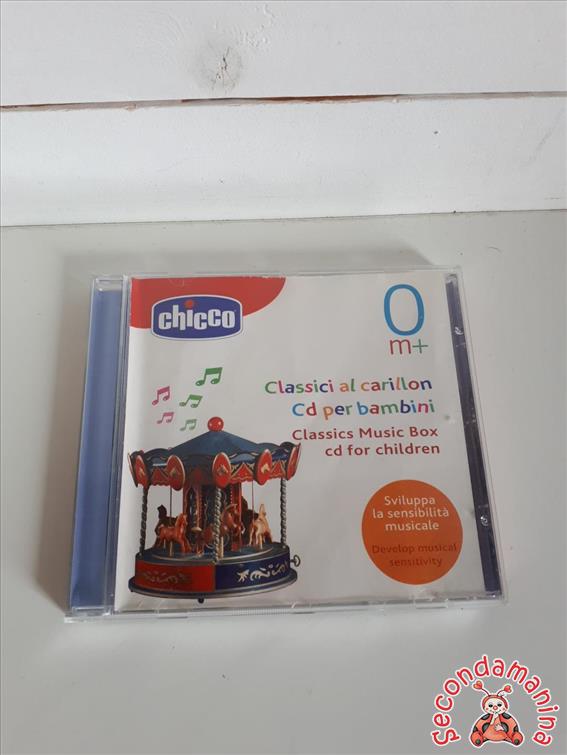 chicco
0
m+
Classici al carillon
Cd per bambini
Classics Music Box
cd for children
Sviluppa
la sensibilità
musicale
Develop musical
sensitivity
Secondamanina